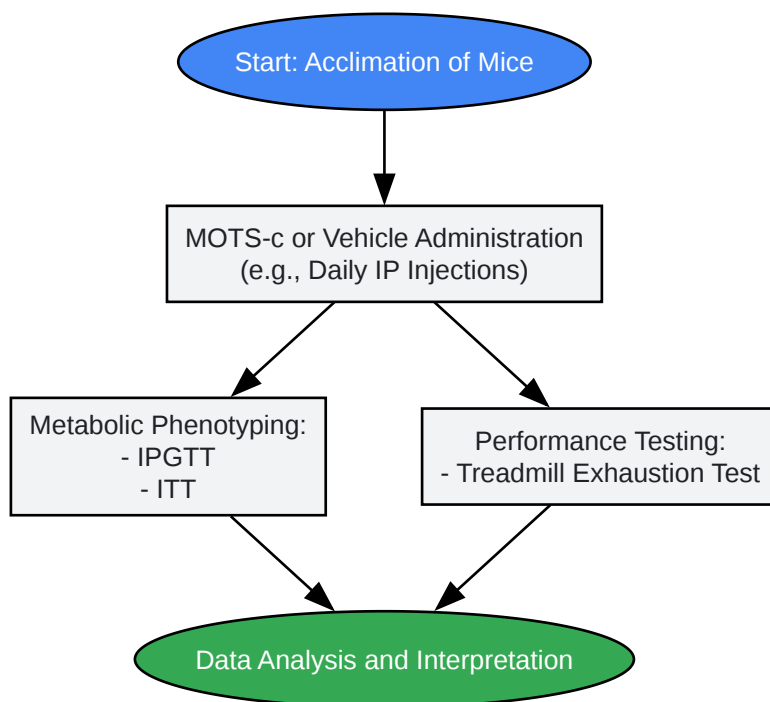 Start: Acclimation of Mice
MOTS-c or Vehicle Administration
(e.g., Daily IP Injections)
Metabolic Phenotyping:
- IPGTT
- ITT
Performance Testing:
- Treadmill Exhaustion Test
Data Analysis and Interpretation